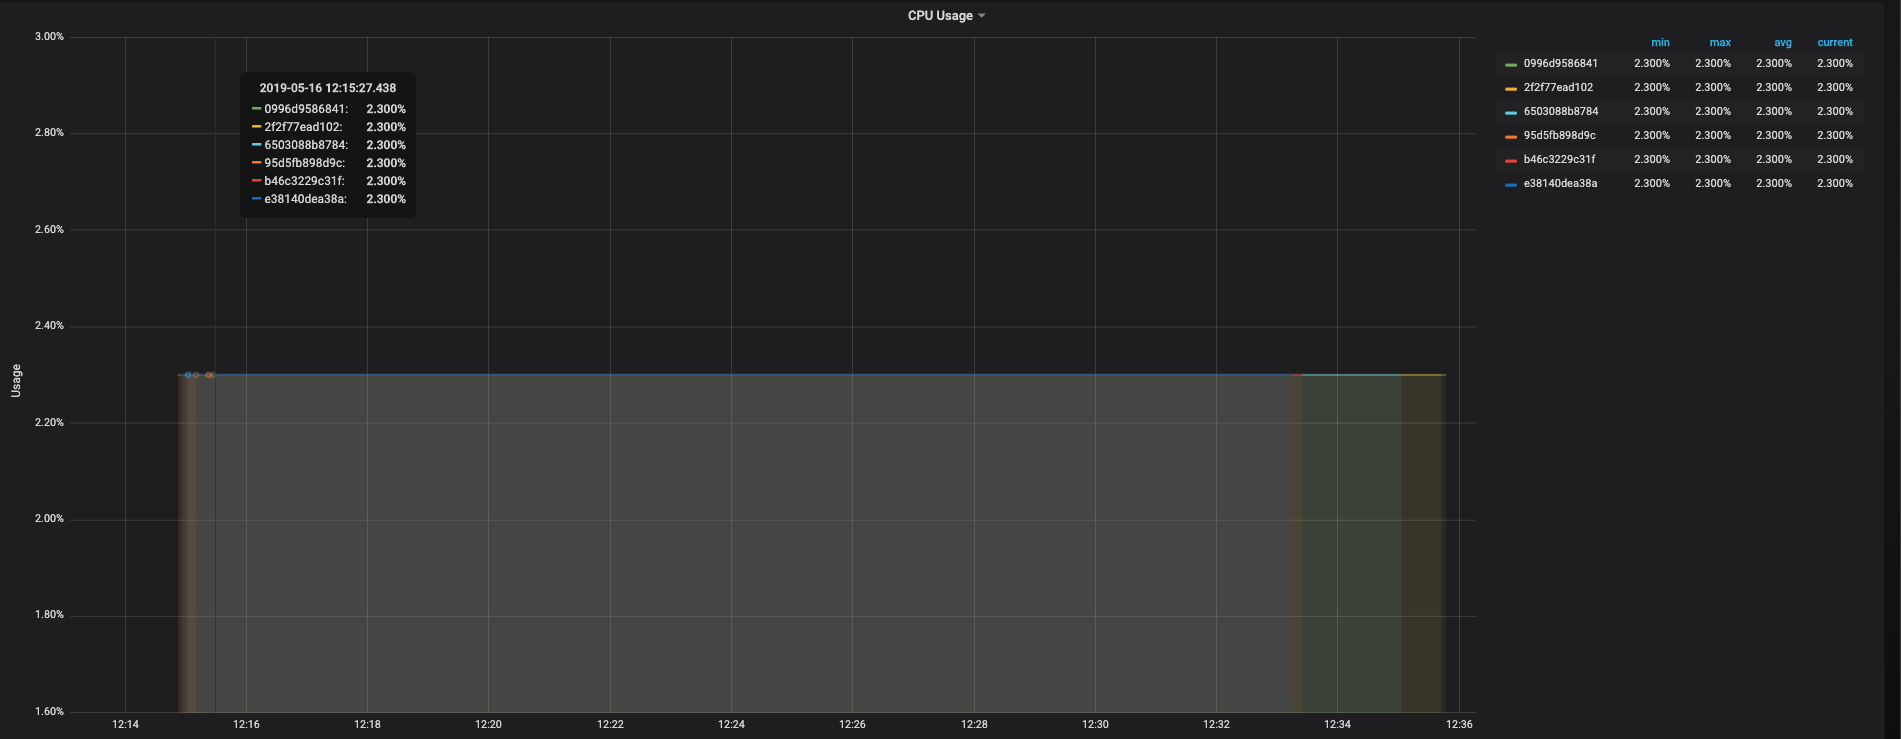 CPU Usage
3.00%
2.80%
2.60%
2.40%
2.20%
2.00%
1.80%
1.60%
Usage
2019-05-16 12:15:27.438
0996d9586841: 2.300%
2f2f77ead102: 2.300%
6503088b8784: 2.300%
95d5fb898d9c: 2.300%
b46c3229c31f: 2.300%
e38140dea38a: 2.300%
12:14 12:16 12:18 12:20 12:22 12:24 12:26 12:28 12:30 12:32 12:34 12:36
min max avg current
0996d9586841 2.300% 2.300% 2.300% 2.300%
2f2f77ead102 2.300% 2.300% 2.300% 2.300%
6503088b8784 2.300% 2.300% 2.300% 2.300%
95d5fb898d9c 2.300% 2.300% 2.300% 2.300%
b46c3229c31f 2.300% 2.300% 2.300% 2.300%
e38140dea38a 2.300% 2.300% 2.300% 2.300%